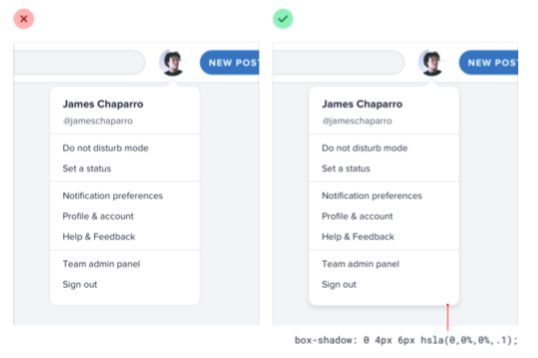 NEW POS
James Chaparro
@jameschaparro
Do not disturb mode
Set a status
Notification preferences
Profile & account
Help & Feedback
Team admin panel
Sign out
NEW POS
James Chaparro
@jameschaparro
Do not disturb mode
Set a status
Notification preferences
Profile & account
Help & Feedback
Team admin panel
Sign out
box-shadow: 0 4px 6px hsla(0,0%,0%,.1);